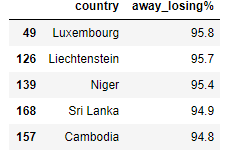 country away_losing%
49 Luxembourg 95.8
126 Liechtenstein 95.7
139 Niger 95.4
168 Sri Lanka 94.9
157 Cambodia 94.8